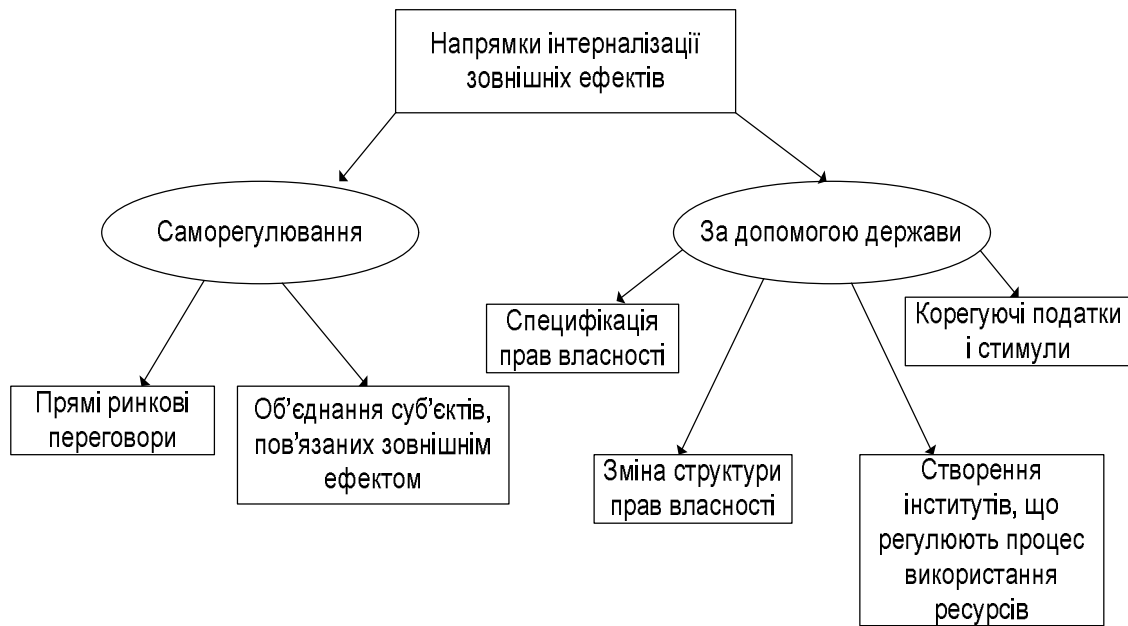 Напрямки інтерналізації
зовнішніх ефектів
Саморегулювання
За допомогою держави
Прямі ринкові
переговори
Об’єднання суб’єктів,
пов’язаних зовнішнім
ефектом
Специфікація
прав власності
Зміна структури
прав власності
Створення
інститутів, що
регулюють процес
використання
ресурсів
Корегуючі податки
і стимули